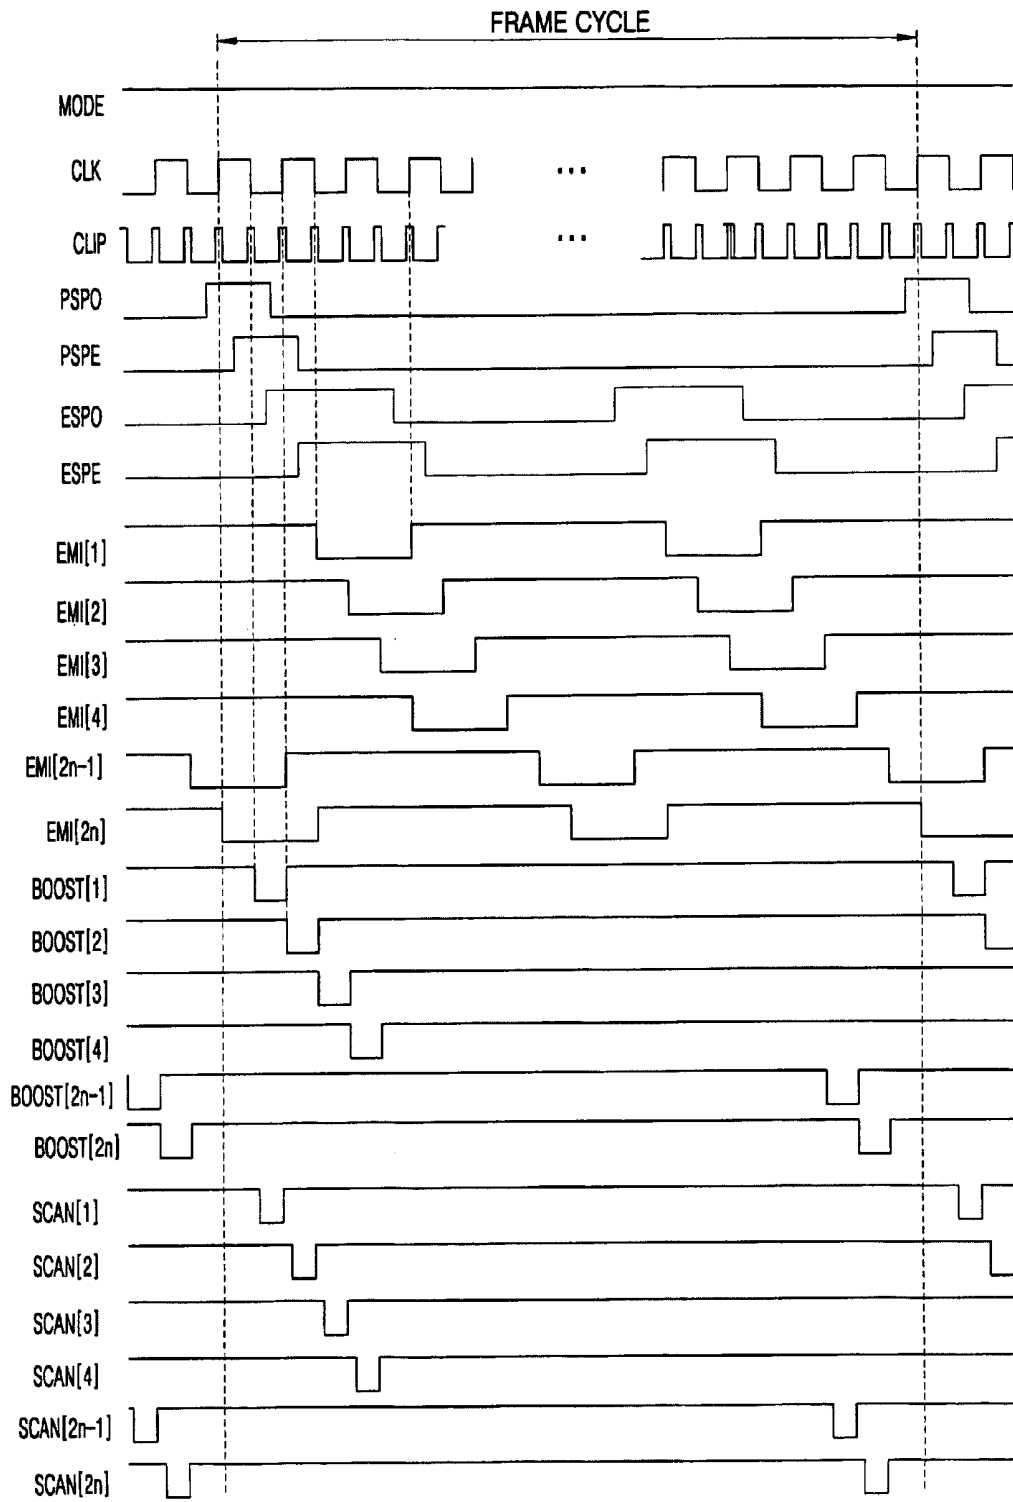 FRAME CYCLE
MODE
CLK
...
CLIP
...
PSPO
PSPE
ESPO
ESPE
EMI[1]
EMI[2]
EMI[3]
EMI[4]
EMI[2n-1]
EMI[2n]
BOOST[1]
BOOST[2]
BOOST[3]
BOOST[4]
BOOST[2n-1]
BOOST[2n]
SCAN[1]
SCAN[2]
SCAN[3]
SCAN[4]
SCAN[2n-1]
SCAN[2n]